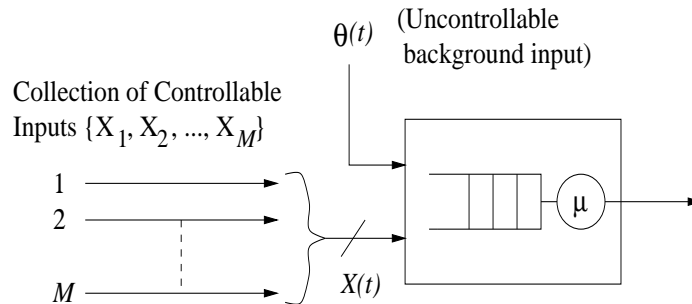 θ(t)
(Uncontrollable
background input)
Collection of Controllable
Inputs {X1, X2, ..., XM}
1
2
M
X(t)
μ